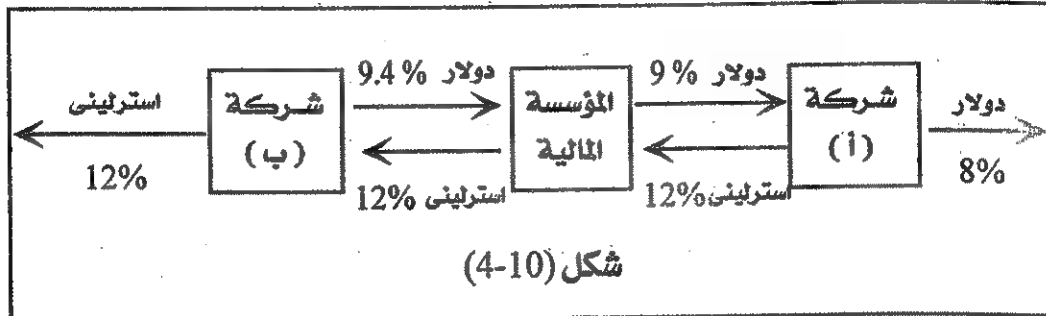 دولار 9%
دولار 9.4%
دولار
8%
شركة
(أ)
المؤسسة
المالية
شركة
(ب)
استرلينى
12%
استرلينى 12%
استرلينى 12%
شكل (10-4)